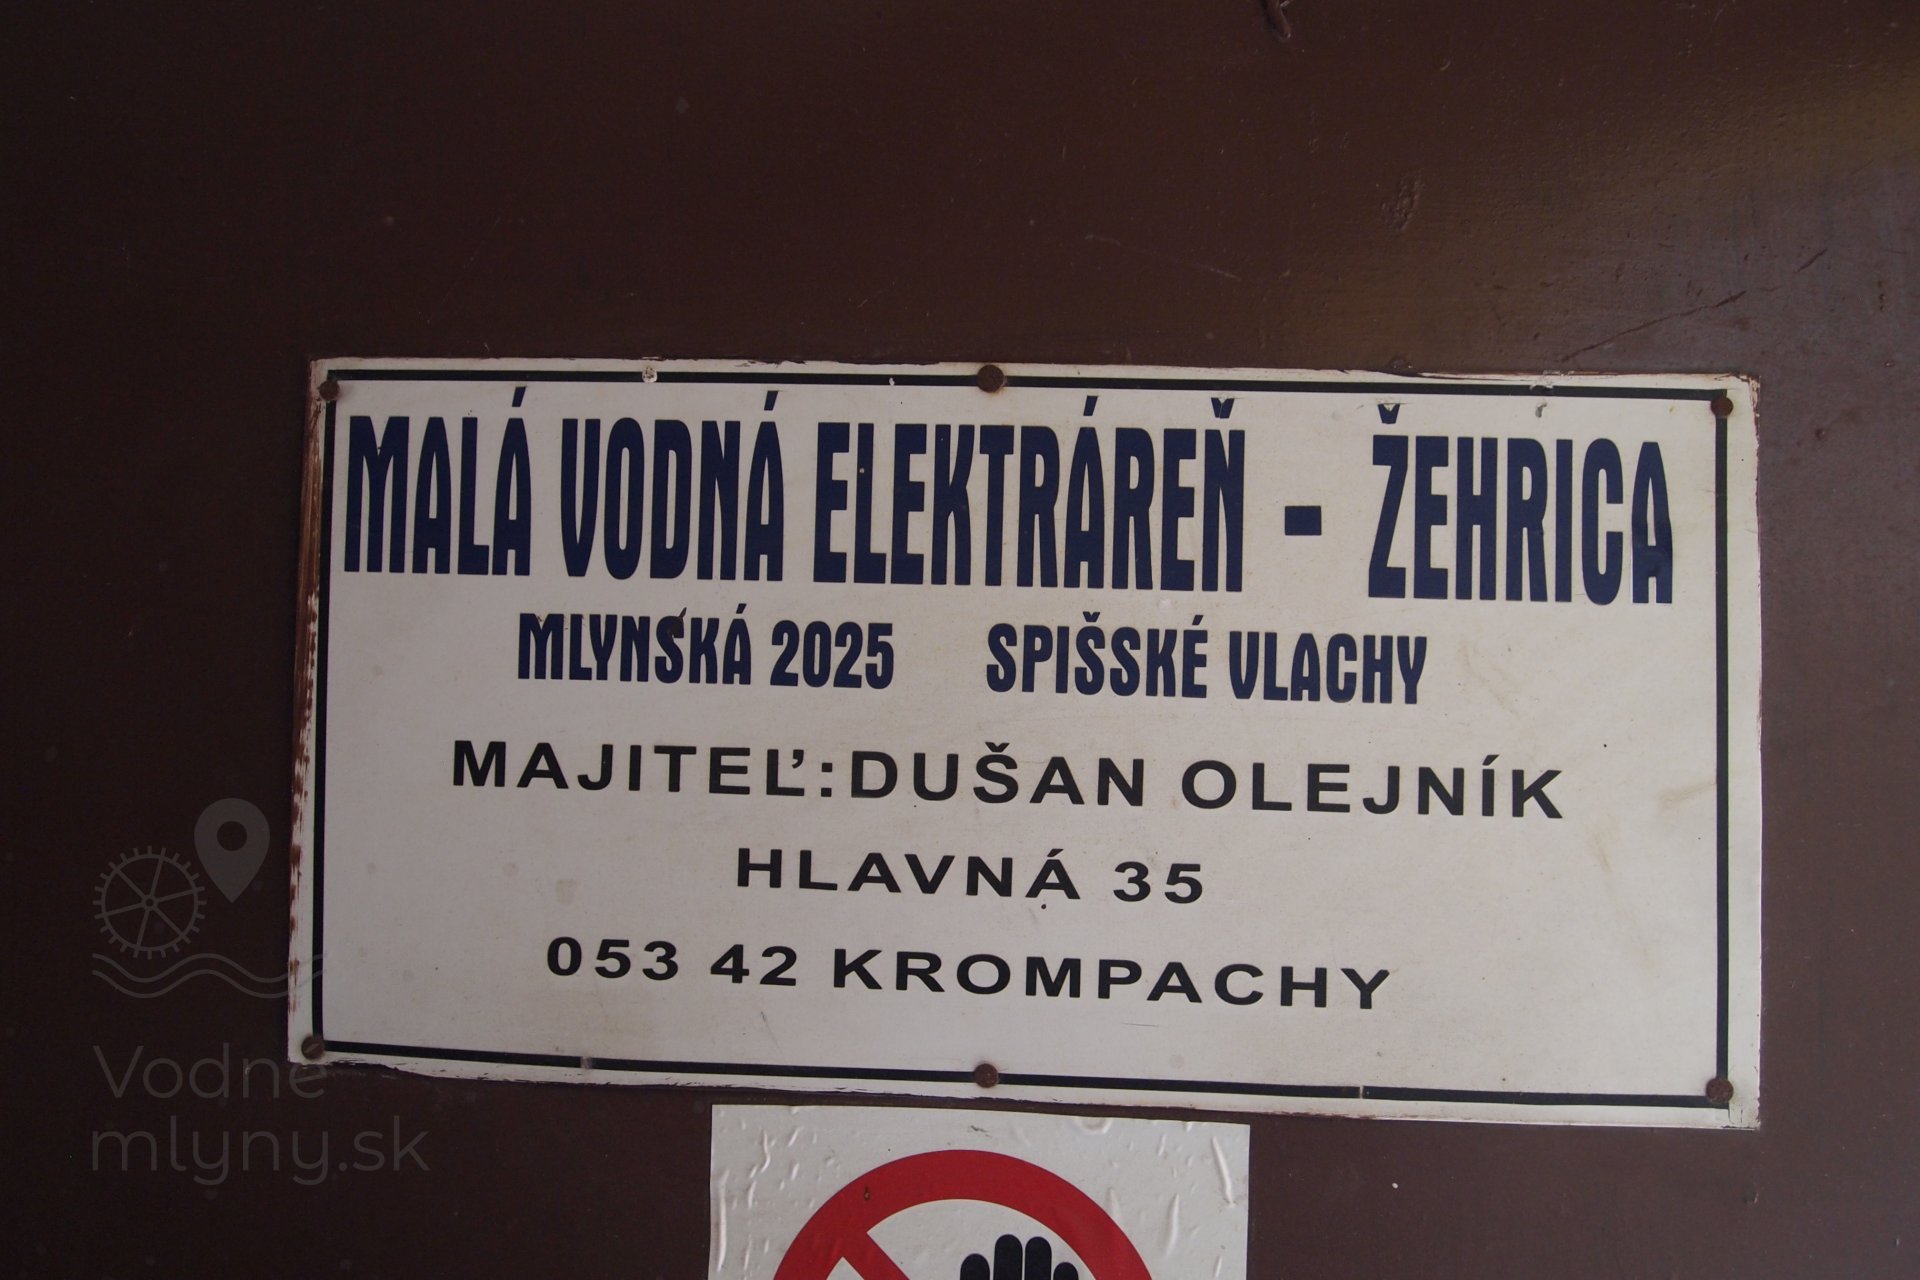 MALÁ VODNÁ ELEKTRÁREŇ - ŽEHRICA
MLYNSKÁ 2025 SPIŠSKÉ VLACHY
MAJITEĽ:DUŠAN OLEJNÍK
HLAVNÁ 35
053 42 KROMPACHY
Vodné
mlyny.sk